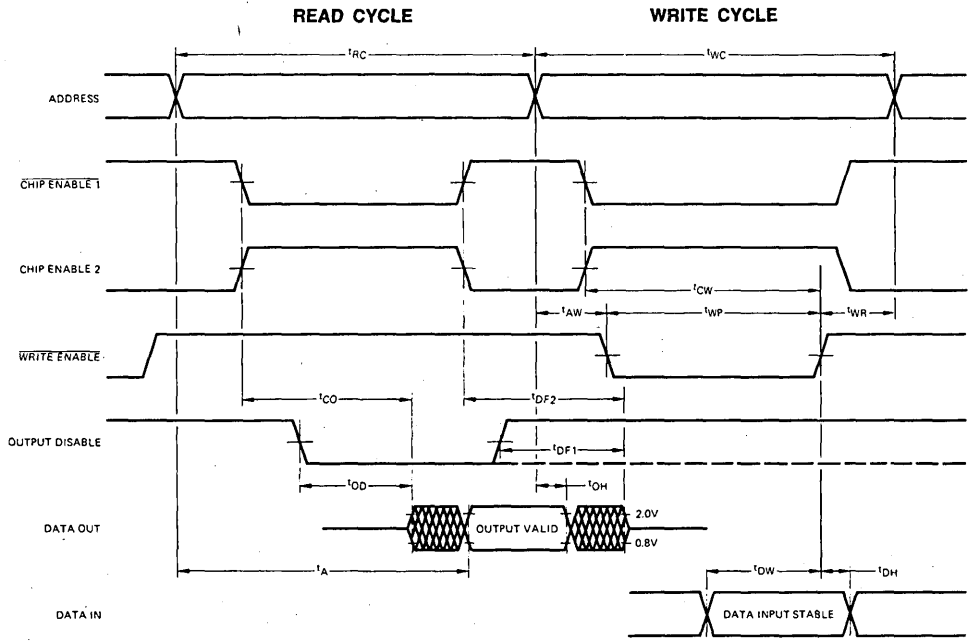 READ CYCLE WRITE CYCLE
tRC tWC
ADDRESS
CHIP ENABLE 1
CHIP ENABLE 2
tCW
tAW tWP tWR
WRITE ENABLE
tCO tDF2
OUTPUT DISABLE
tDF1
tOD tOH
DATA OUT OUTPUT VALID 2.0V
0.8V
tA tDW tDH
DATA IN DATA INPUT STABLE